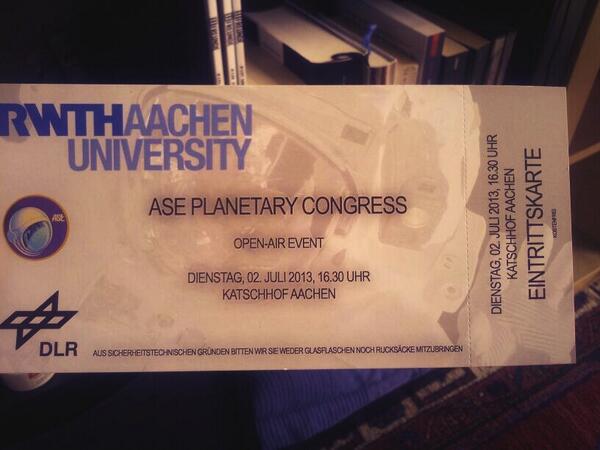 RWTHAACHEN
UNIVERSITY
ASE
ASE PLANETARY CONGRESS
OPEN-AIR EVENT
DIENSTAG, 02. JULI 2013, 16.30 UHR
KATSCHHOF AACHEN
DLR
AUS SICHERHEITSTECHNISCHEN GRÜNDEN BITTEN WIR SIE WEDER GLASFLASCHEN NOCH RUCKSÄCKE MITZUBRINGEN
DIENSTAG, 02. JULI 2013, 16.30 UHR
KATSCHHOF AACHEN
EINTRITTSKARTE
KOSTENFREI